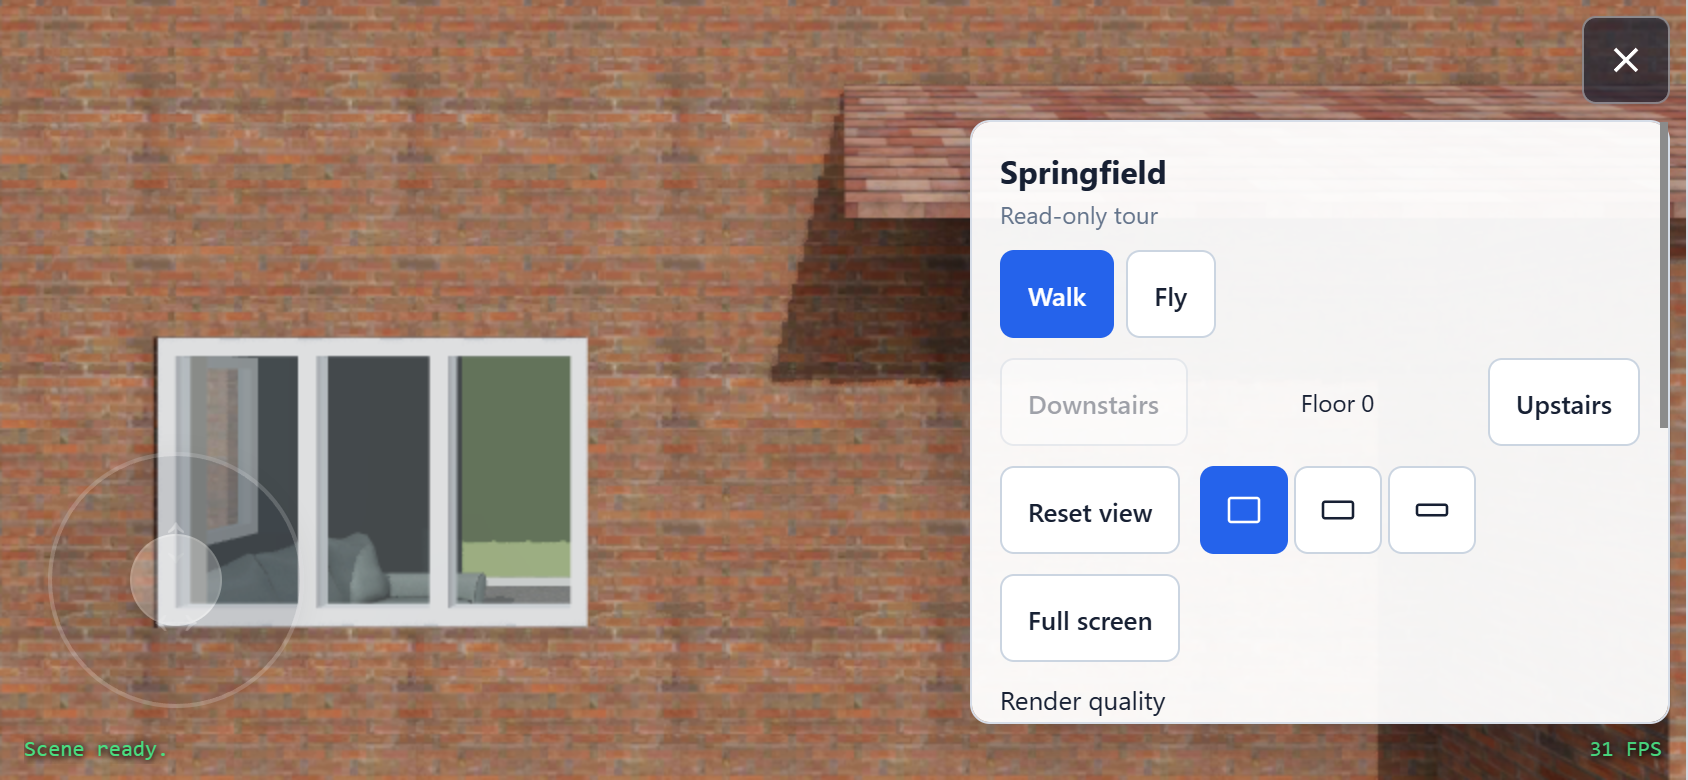 Springfield
Read-only tour
Walk Fly
Downstairs Floor 0 Upstairs
Reset view
Full screen
Render quality
Scene ready. 31 FPS